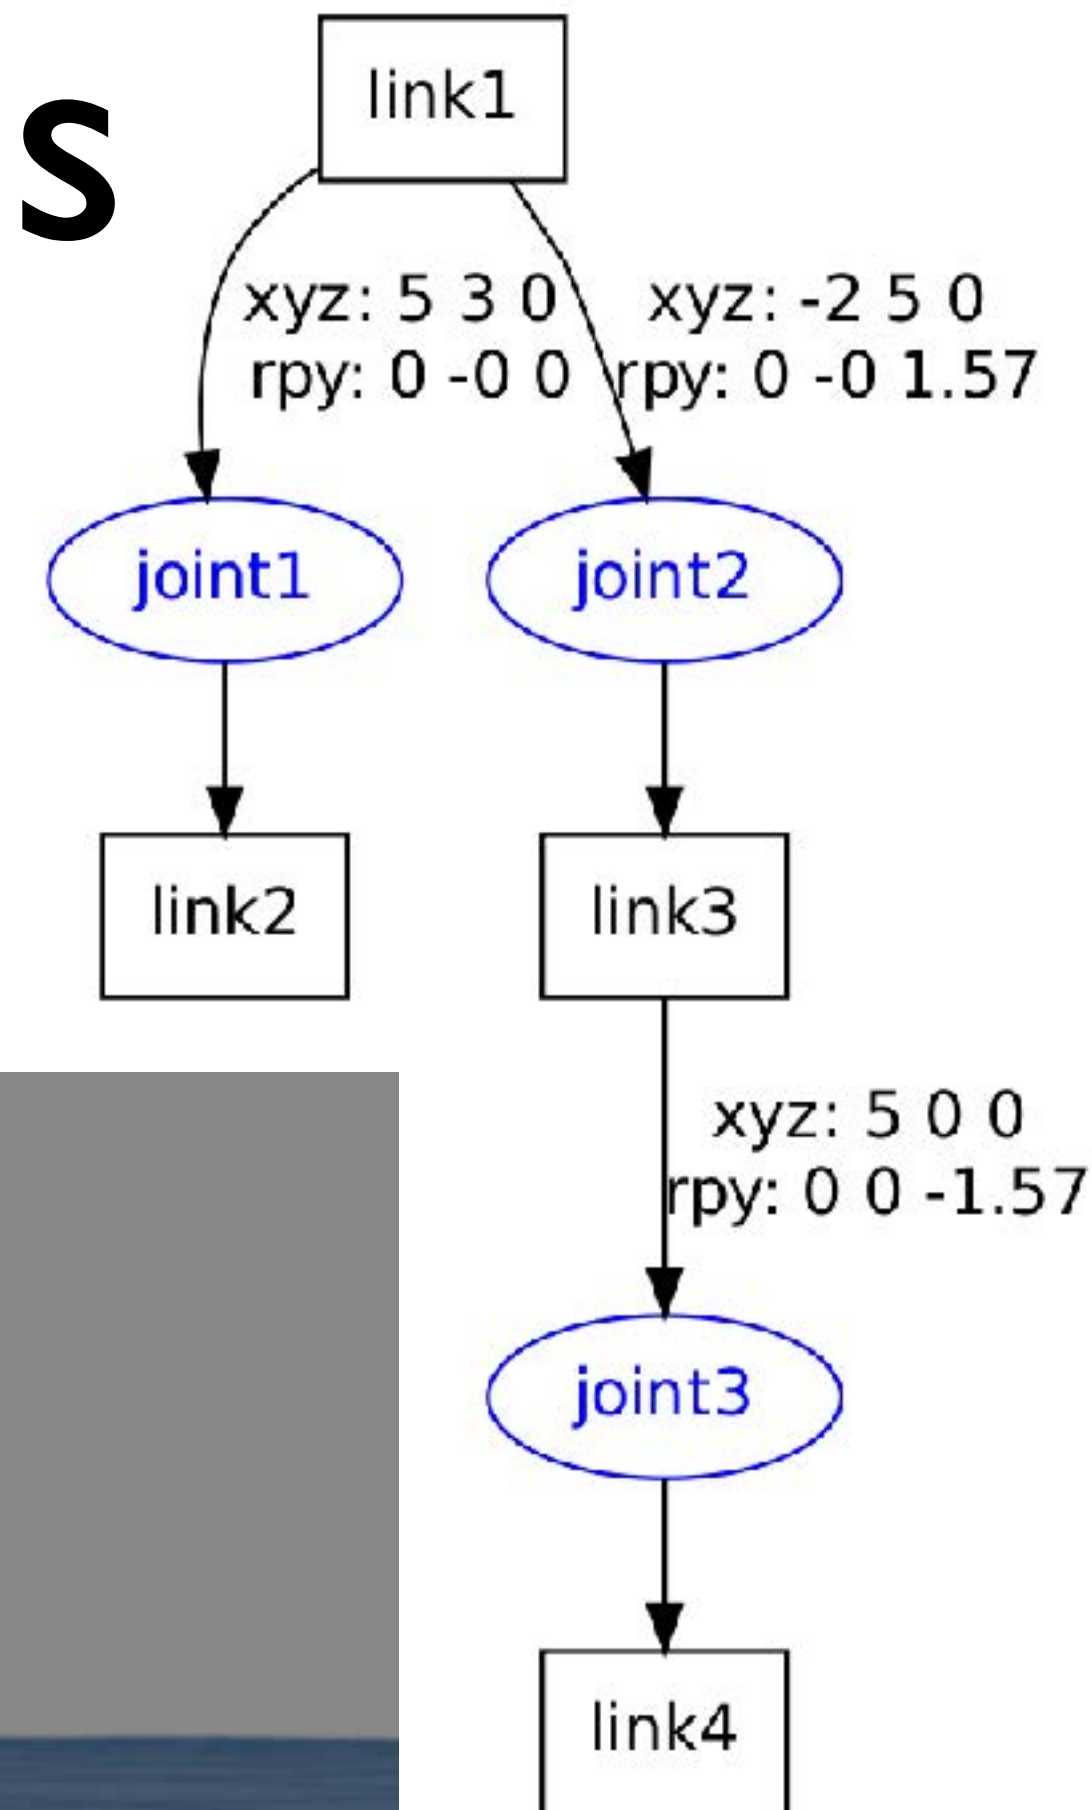 S
link1
xyz: 5 3 0
rpy: 0 -0 0
xyz: -2 5 0
rpy: 0 -0 1.57
joint1
joint2
link2
link3
xyz: 5 0 0
rpy: 0 0 -1.57
joint3
link4